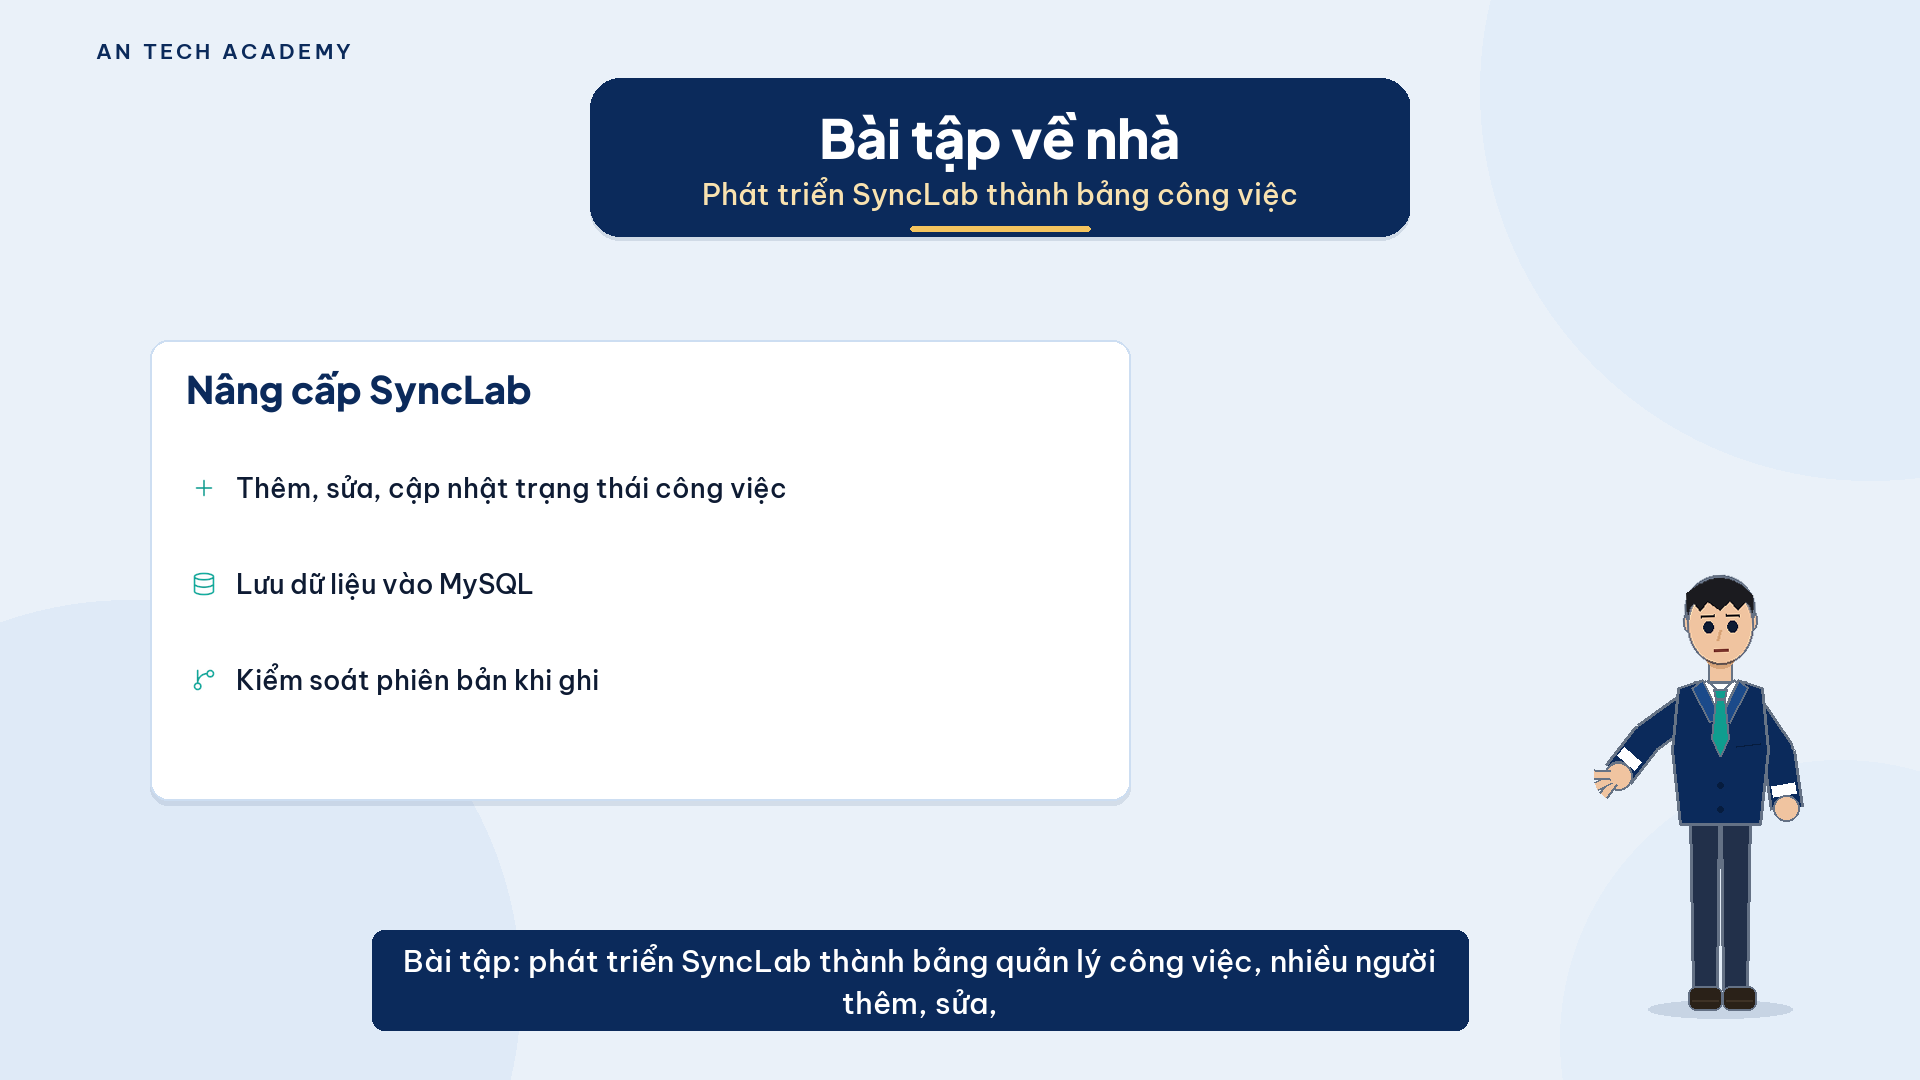 AN TECH ACADEMY
Bài tập về nhà
Phát triển SyncLab thành bảng công việc
Nâng cấp SyncLab
Thêm, sửa, cập nhật trạng thái công việc
Lưu dữ liệu vào MySQL
Kiểm soát phiên bản khi ghi
Bài tập: phát triển SyncLab thành bảng quản lý công việc, nhiều người
thêm, sửa,